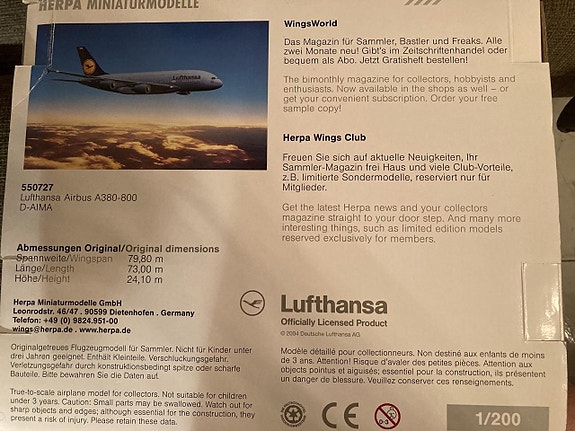 HERPA MINIATURMODELLE
Lufthansa
550727
Lufthansa Airbus A380-800
D-AIMA
Abmessungen Original/Original dimensions
Spannweite/Wingspan 79,80 m
Länge/Length 73,00 m
Höhe/Height 24,10 m
Herpa Miniaturmodelle GmbH
Leonrodstr. 46/47 . 90599 Dietenhofen . Germany
Telefon: +49 (0) 9824.951-00
wings@herpa.de . www.herpa.de
Originalgetreues Flugzeugmodell für Sammler. Nicht für Kinder unter
drei Jahren geeignet. Enthält Kleinteile. Verschluckungsgefahr.
Verletzungsgefahr durch konstruktionsbedingt spitze oder scharfe
Bauteile. Bitte bewahren Sie die Daten auf.
True-to-scale airplane model for collectors. Not suitable for children
under 3 years. Caution: Small parts may be swallowed. Watch out for
sharp objects and edges; although essential for the construction, they
present a risk of injury. Please retain these data.
WingsWorld
Das Magazin für Sammler, Bastler und Freaks. Alle
zwei Monate neu! Gibt's im Zeitschriftenhandel oder
bequem als Abo. Jetzt Gratisheft bestellen!
The bimonthly magazine for collectors, hobbyists and
enthusiasts. Now available in the shops as well – or
get your convenient subscription. Order your free
sample copy!
Herpa Wings Club
Freuen Sie sich auf aktuelle Neuigkeiten, Ihr
Sammler-Magazin frei Haus und viele Club-Vorteile,
z.B. limitierte Sondermodelle, reserviert nur für
Mitglieder.
Get the latest Herpa news and your collectors
magazine straight to your door step. And many more
interesting things, such as limited edition models
reserved exclusively for members.
Lufthansa
Officially Licensed Product
© 2004 Deutsche Lufthansa AG
Modèle détaillé pour collectionneurs. Non destiné aux enfants de moins
de 3 ans. Attention! Risque d'avaler des petites pièces. Attention aux
objets pointus et aiguisés; essentiel pour la construction, ils présentent
un danger de blessure. Veuillez conserver ces renseignements.
CE
0-3
1/200